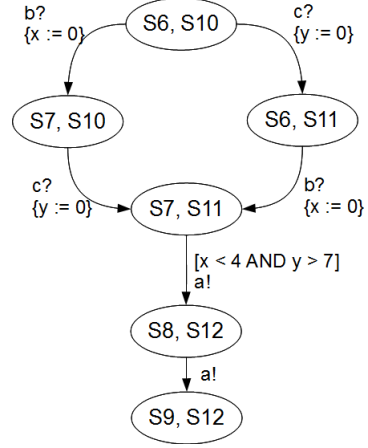 b?
{x := 0}
S6, S10
c?
{y := 0}
S7, S10
S6, S11
c?
{y := 0}
S7, S11
b?
{x := 0}
[x < 4 AND y > 7]
a!
S8, S12
a!
S9, S12